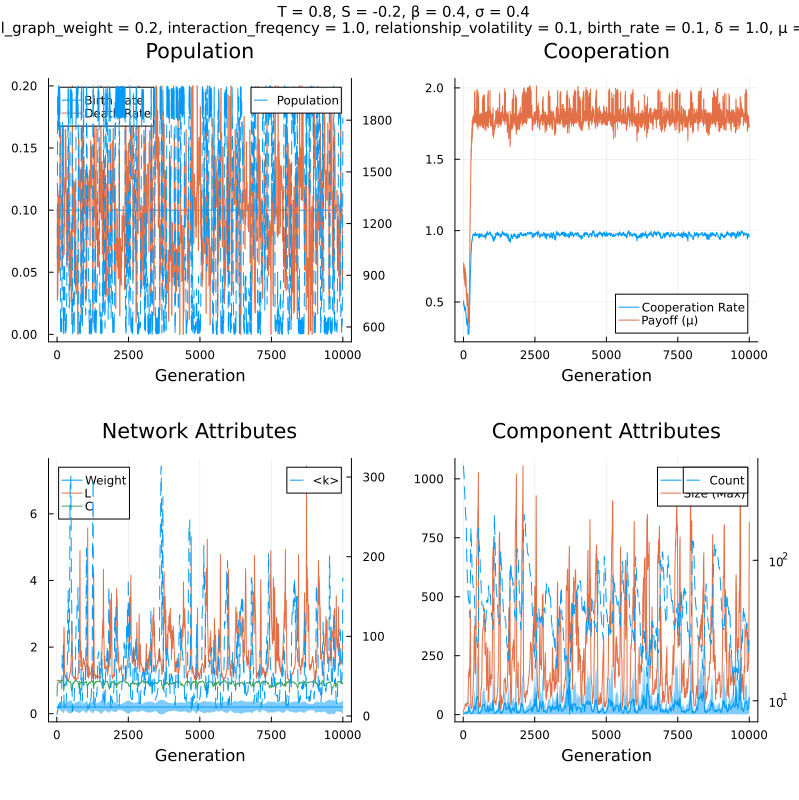 T = 0.8, S = -0.2, β = 0.4, σ = 0.4
l_graph_weight = 0.2, interaction_freqency = 1.0, relationship_volatility = 0.1, birth_rate = 0.1, δ = 1.0, μ =
Population
Cooperation
0.20
0.15
0.10
0.05
0.00
Birth Rate
Death Rate
Population
1800
1500
1200
900
600
0
2500
5000
7500
10000
Generation
2.0
1.5
1.0
0.5
Cooperation Rate
Payoff (μ)
0
2500
5000
7500
10000
Generation
Network Attributes
Component Attributes
6
4
2
0
Weight
L
C
<k>
300
200
100
0
0
2500
5000
7500
10000
Generation
1000
750
500
250
0
Count
Size (Max)
10²
10¹
0
2500
5000
7500
10000
Generation